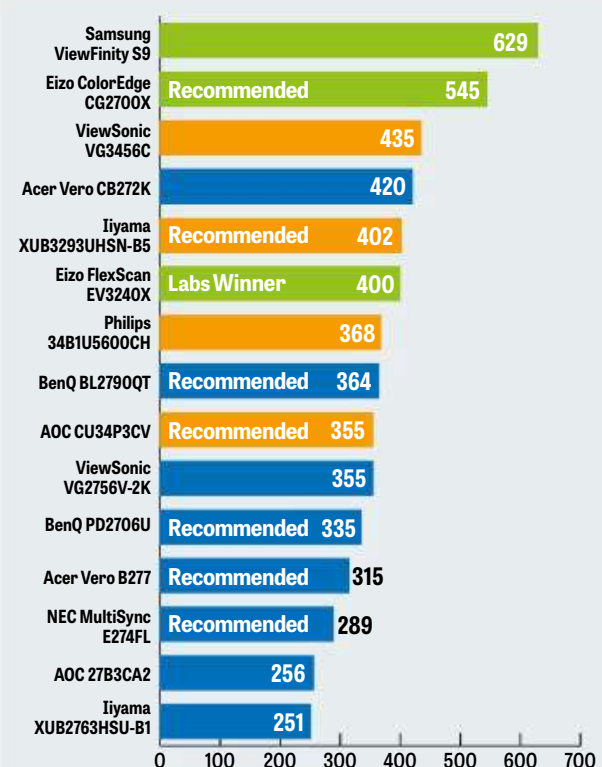 Samsung
ViewFinity S9
629
Eizo ColorEdge
CG2700X
Recommended 545
ViewSonic
VG3456C
435
Acer Vero CB272K
420
Iiyama
XUB3293UHSN-B5
Recommended 402
Eizo FlexScan
EV3240X
Labs Winner 400
Philips
34B1U5600CH
368
BenQ BL2790QT
Recommended 364
AOC CU34P3CV
Recommended 355
ViewSonic
VG2756V-2K
355
BenQ PD2706U
Recommended 335
Acer Vero B277
Recommended 315
NEC MultiSync
E274FL
Recommended 289
AOC 27B3CA2
256
Iiyama
XUB2763HSU-B1
251
0 100 200 300 400 500 600 700